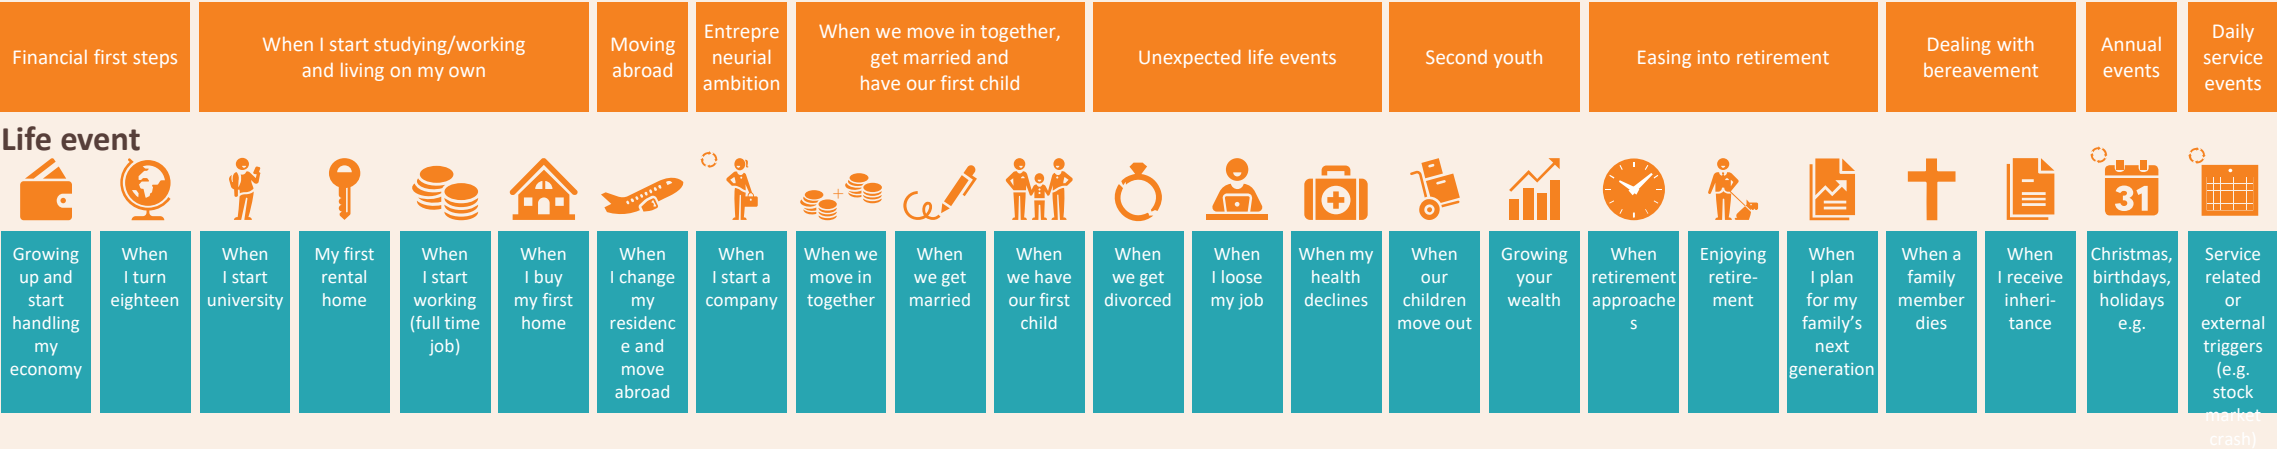 Financial first steps
When I start studying/working
and living on my own
Moving
abroad
Entrepre
neurial
ambition
When we move in together,
get married and
have our first child
Unexpected life events
Second youth
Easing into retirement
Dealing with
bereavement
Annual
events
Daily
service
events
Life event
31
Growing
up and
start
handling
my
economy
When
I turn
eighteen
When
I start
university
My first
rental
home
When
I start
working
(full time
job)
When
I buy
my first
home
When
I change
my
residenc
e and
move
abroad
When
I start a
company
When we
move in
together
When
we get
married
When
we have
our first
child
When
we get
divorced
When
I loose
my job
When my
health
declines
When
our
children
move out
Growing
your
wealth
When
retirement
approache
s
Enjoying
retire-
ment
When
I plan
for my
family’s
next
generation
When a
family
member
dies
When
I receive
inheri-
tance
Christmas,
birthdays,
holidays
e.g.
Service
related
or
external
triggers
(e.g.
stock
market
crash)